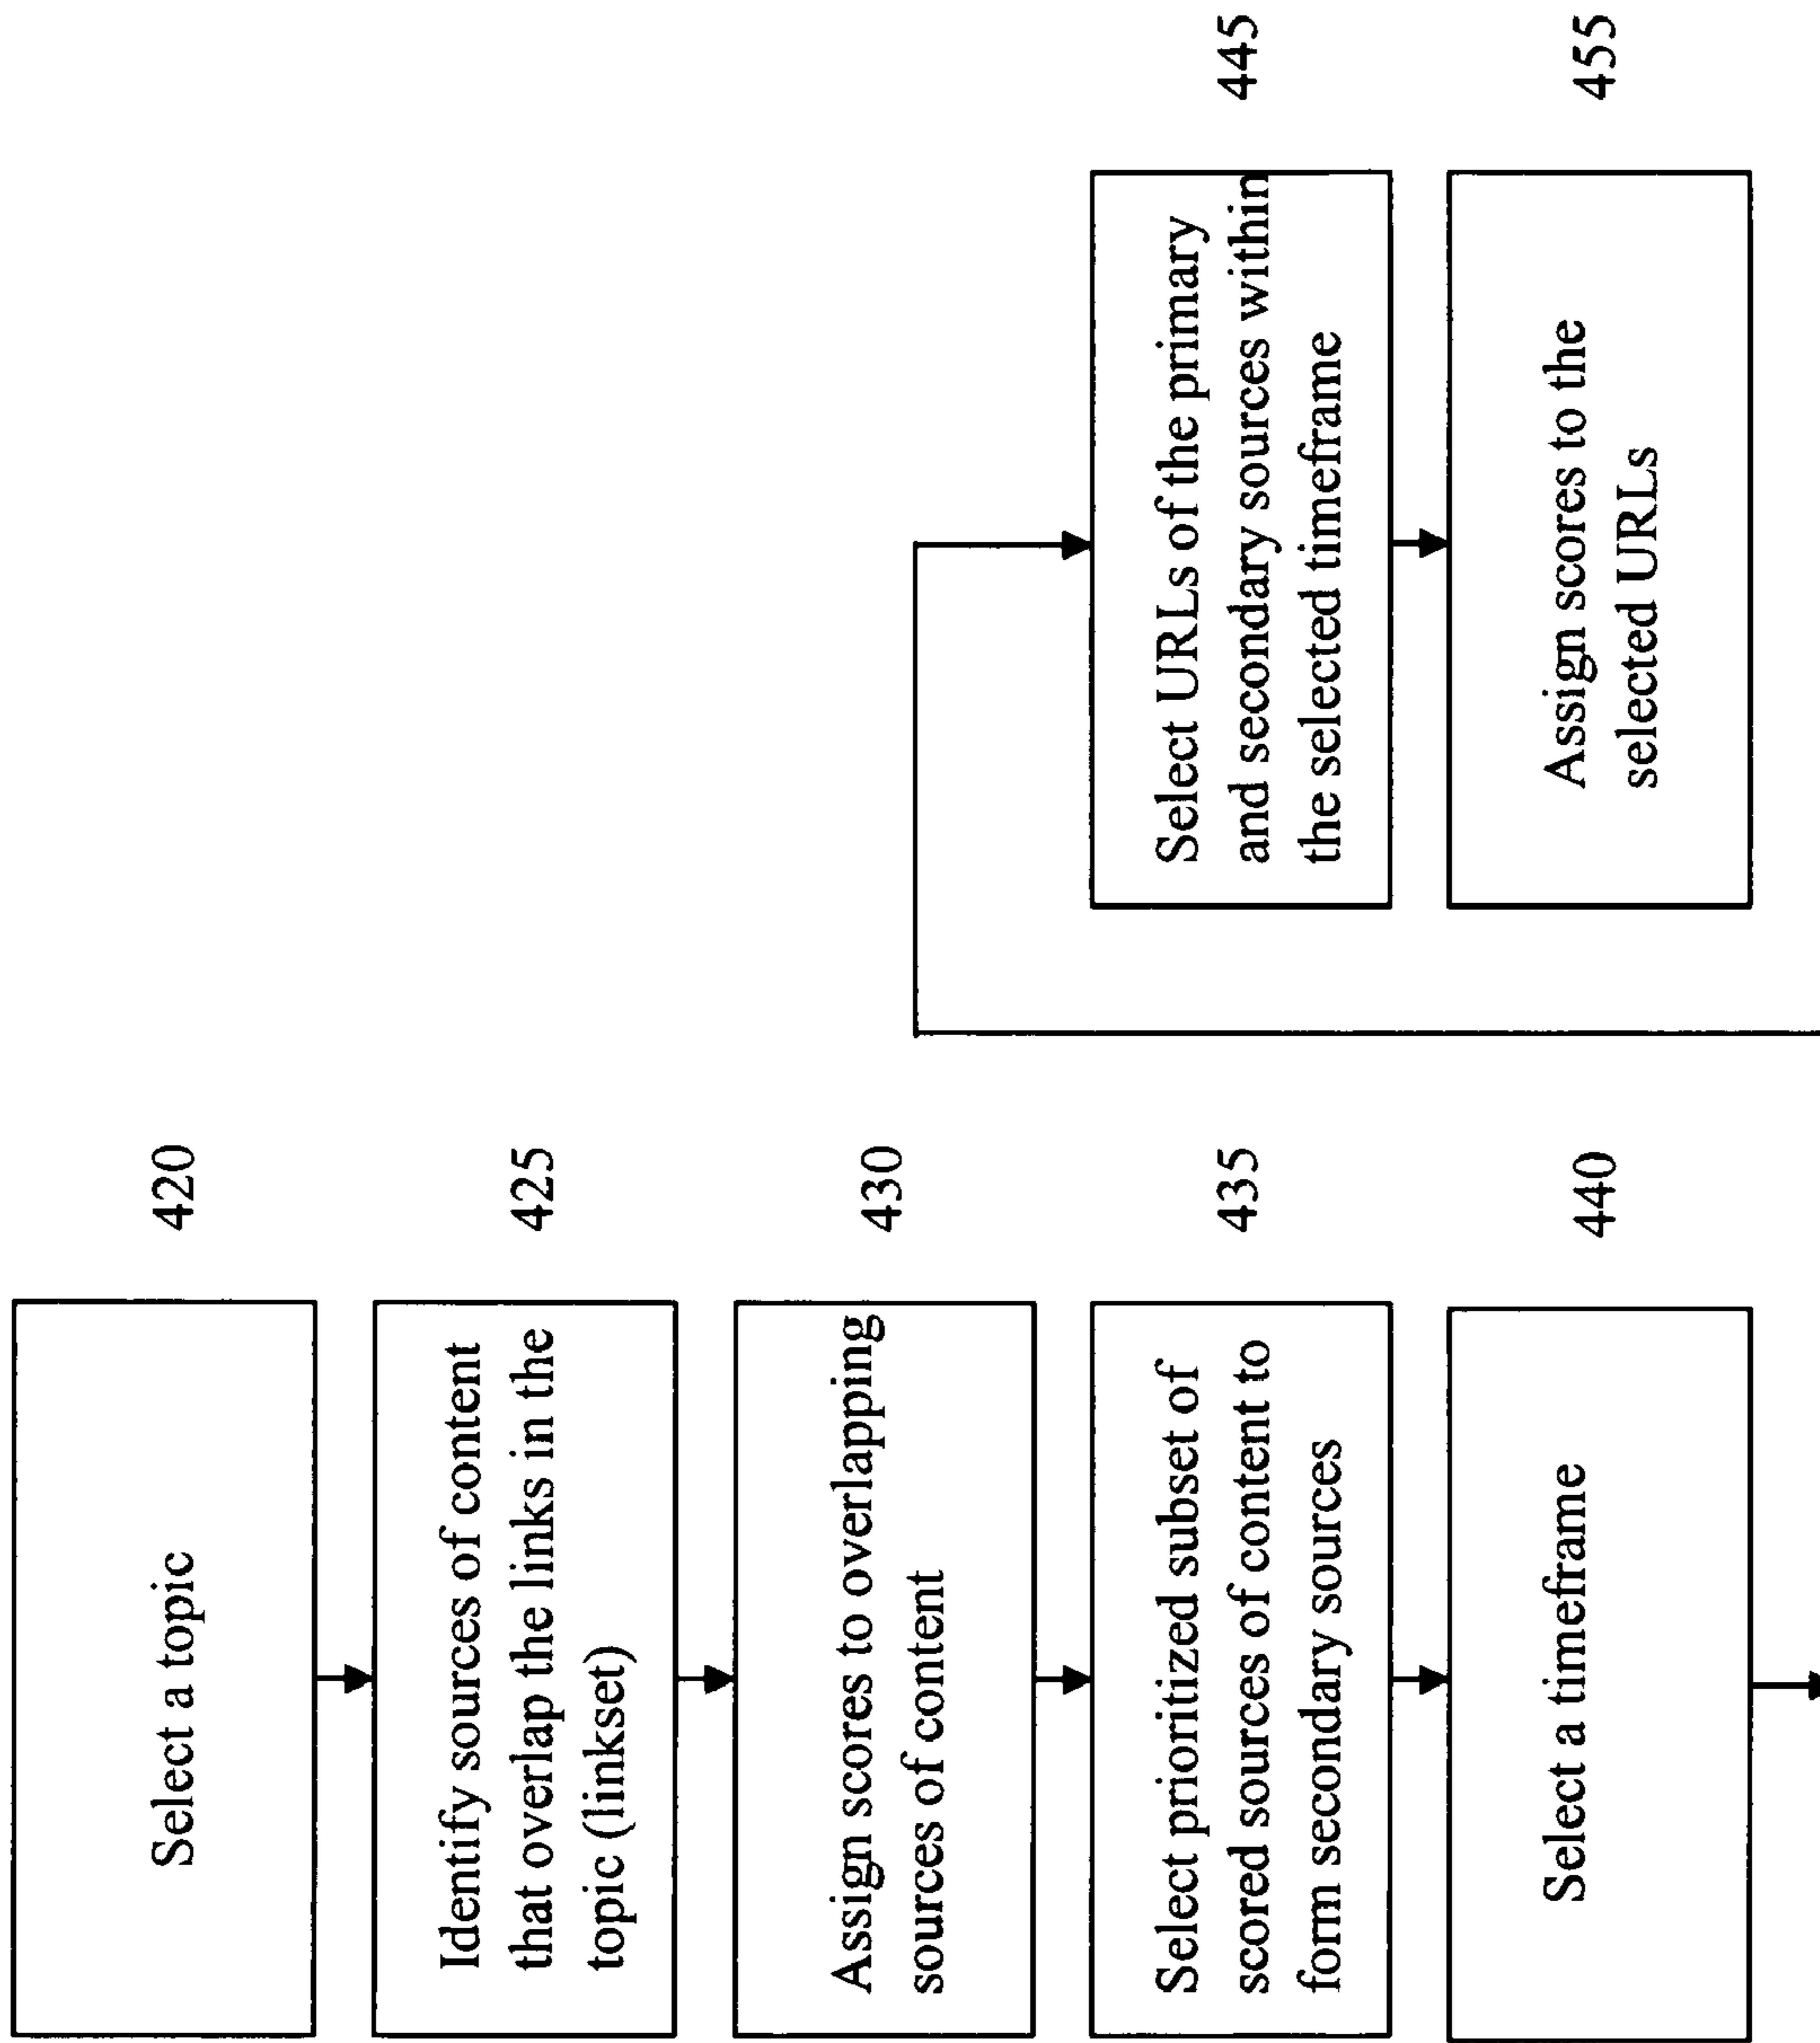 Select a topic
420
Identify sources of content
that overlap the links in the
topic (linkset)
425
Assign scores to overlapping
sources of content
430
Select prioritized subset of
scored sources of content to
form secondary sources
435
Select a timeframe
440
Select URLs of the primary
and secondary sources within
the selected timeframe
445
Assign scores to the
selected URLs
455